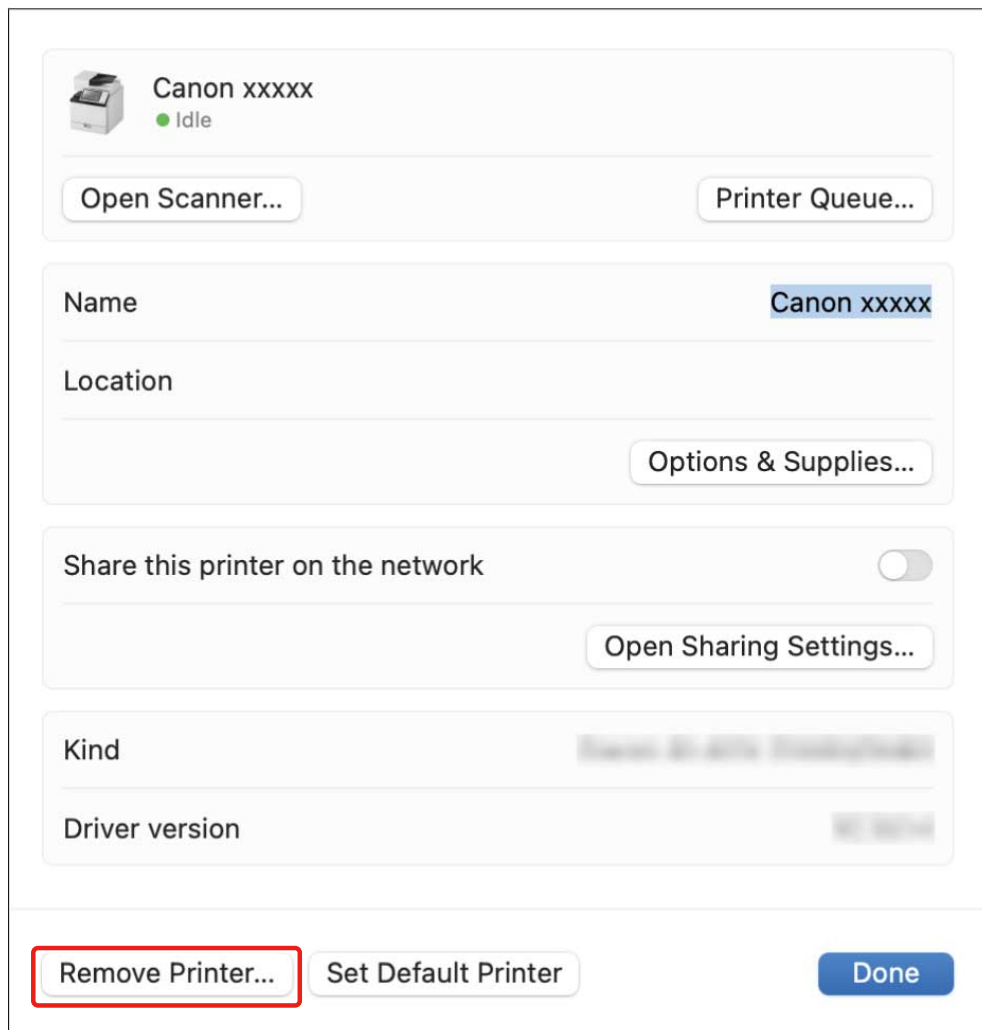 Canon xxxxx
Idle
Open Scanner...
Printer Queue...
Name
Canon xxxxx
Location
Options & Supplies...
Share this printer on the network
Open Sharing Settings...
Kind
Driver version
Remove Printer...
Set Default Printer
Done